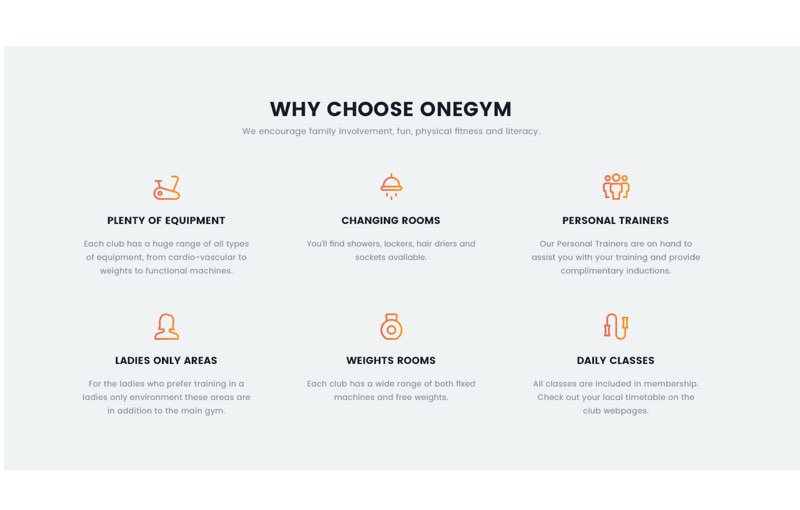 WHY CHOOSE ONEGYM
We encourage family involvement, fun, physical fitness and literacy.
PLENTY OF EQUIPMENT
Each club has a huge range of all types
of equipment, from cardio-vascular to
weights to functional machines.
CHANGING ROOMS
You'll find showers, lockers, hair driers and
sockets available.
PERSONAL TRAINERS
Our Personal Trainers are on hand to
assist you with your training and provide
complimentary inductions.
LADIES ONLY AREAS
For the ladies who prefer training in a
ladies only environment these areas are
in addition to the main gym.
WEIGHTS ROOMS
Each club has a wide range of both fixed
machines and free weights.
DAILY CLASSES
All classes are included in membership.
Check out your local timetable on the
club webpages.